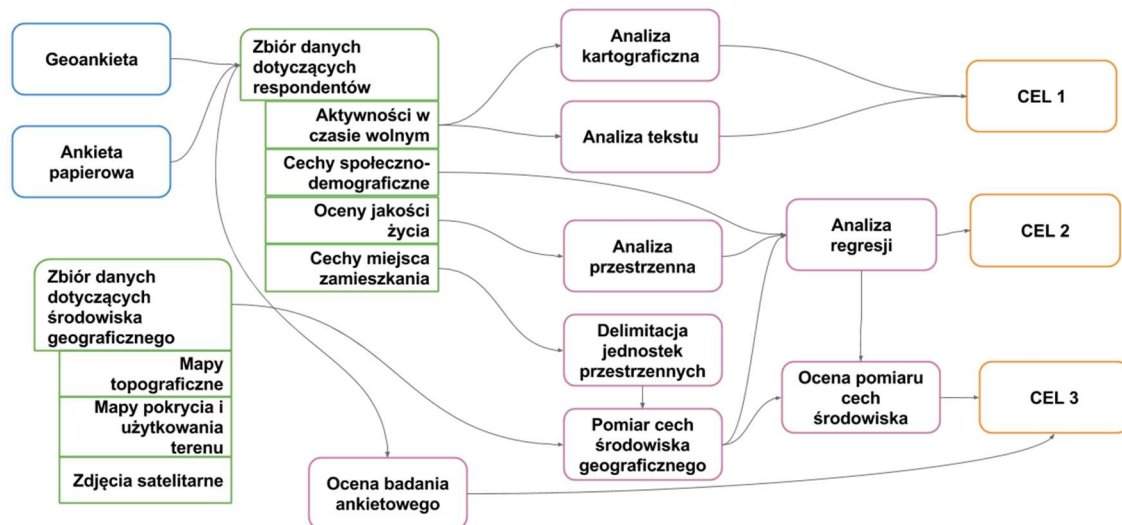 Geoankieta
Ankieta
papierowa
Zbiór danych
dotyczących
respondentów
Aktywności w
czasie wolnym
Cechy społeczno-
demograficzne
Oceny jakości
życia
Cechy miejsca
zamieszkania
Zbiór danych
dotyczących
środowiska
geograficznego
Mapy
topograficzne
Mapy pokrycia i
użytkowania
terenu
Zdjęcia satelitarne
Analiza
kartograficzna
Analiza tekstu
Analiza
przestrzenna
Delimitacja
jednostek
przestrzennych
Pomiar cech
środowiska
geograficznego
Ocena badania
ankietowego
Analiza
regresji
Ocena pomiaru
cech
środowiska
CEL 1
CEL 2
CEL 3